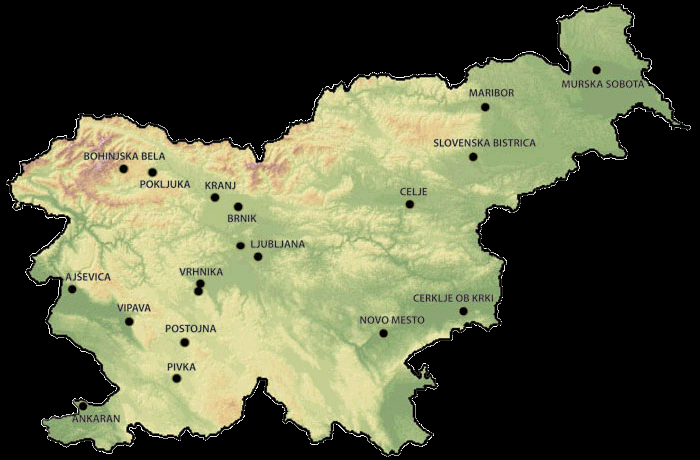 MURSKA SOBOTA
MARIBOR
SLOVENSKA BISTRICA
BOHINJSKA BELA
POKLJUKA
KRANJ
CELJE
BRNIK
LJUBLJANA
VRHNIKA
AJŠEVICA
CERKLJE OB KRKI
VIPAVA
NOVO MESTO
POSTOJNA
PIVKA
ANKARAN